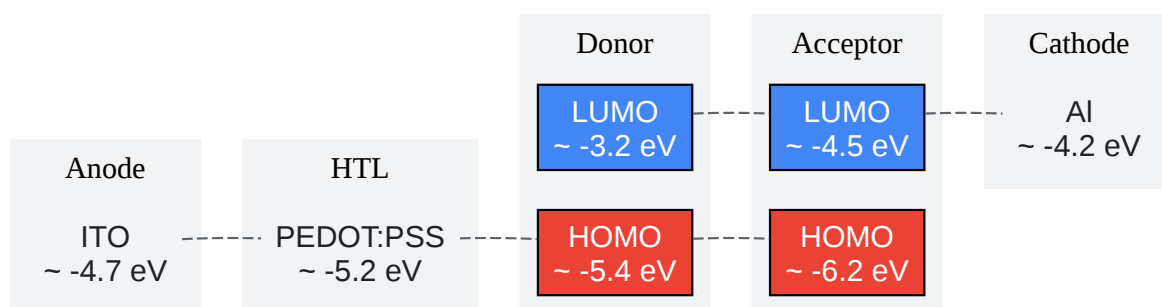 Donor
Acceptor
Cathode
LUMO
~ -3.2 eV
LUMO
~ -4.5 eV
Al
~ -4.2 eV
Anode
HTL
ITO
~ -4.7 eV
PEDOT:PSS
~ -5.2 eV
HOMO
~ -5.4 eV
HOMO
~ -6.2 eV